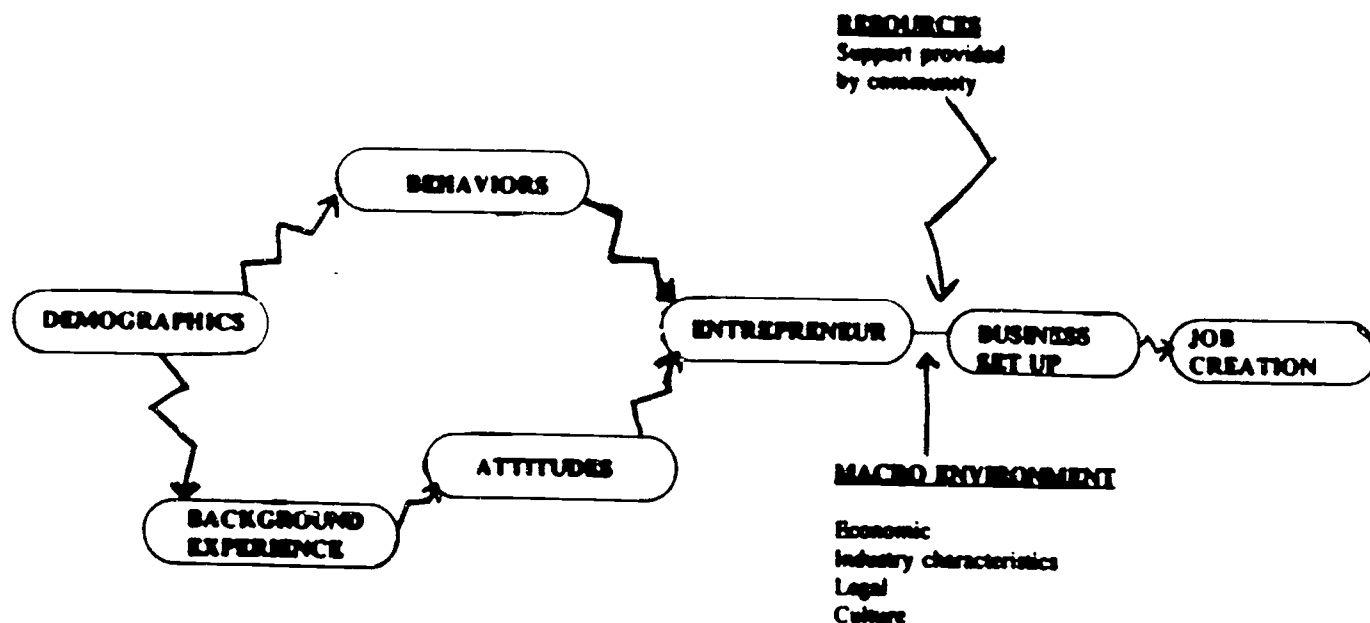 RESOURCES
Support provided
by community
BEHAVIORS
DEMOGRAPHICS
ENTREPRENEUR
BUSINESS
SET UP
JOB
CREATION
ATTITUDES
BACKGROUND
EXPERIENCE
MACRO ENVIRONMENT
Economic
Industry characteristics
Legal
Culture